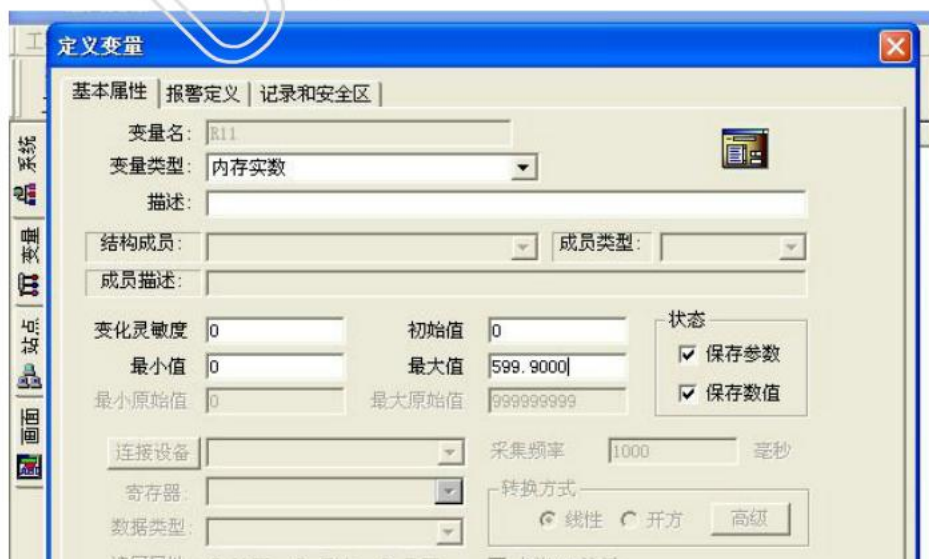 工
定义变量
基本属性 报警定义 记录和安全区
变量名: R11
变量类型: 内存实数
描述:
结构成员: 成员类型:
成员描述:
变化灵敏度 0 初始值 0 状态
最小值 0 最大值 599.9000 保存参数
最小原始值 0 最大原始值 999999999 保存数值
连接设备 采集频率 1000 毫秒
寄存器: 转换方式
数据类型: 线性 开方 高级
系统
变量
站点
画面